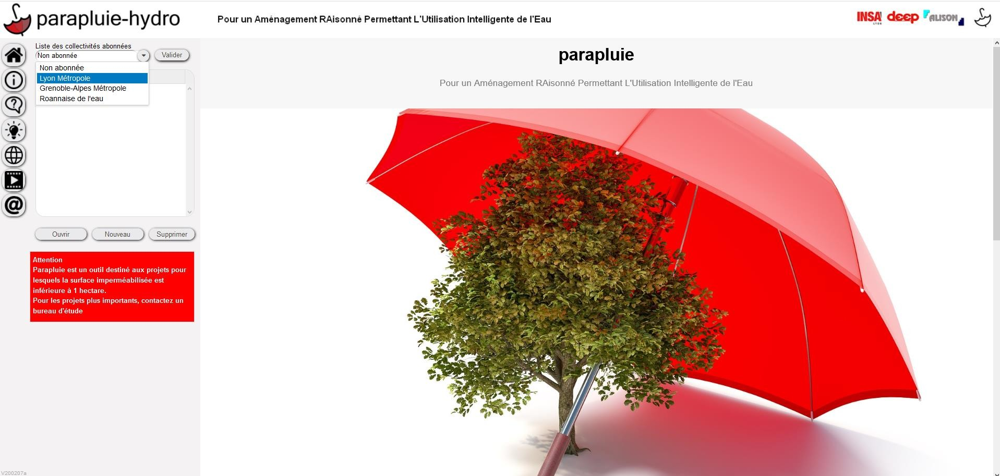 parapluie-hydro
Pour un Aménagement RAisonné Permettant L'Utilisation Intelligente de l'Eau
INSA LYON deep ALISON
Liste des collectivités abonnées
Non abonnée
Valider
Non abonnée
Lyon Métropole
Grenoble-Alpes Métropole
Roannaise de l'eau
Ouvrir Nouveau Supprimer
Attention
Parapluie est un outil destiné aux projets pour
lesquels la surface imperméabilisée est
inférieure à 1 hectare.
Pour les projets plus importants, contactez un
bureau d'étude
V200207a
parapluie
Pour un Aménagement RAisonné Permettant L'Utilisation Intelligente de l'Eau